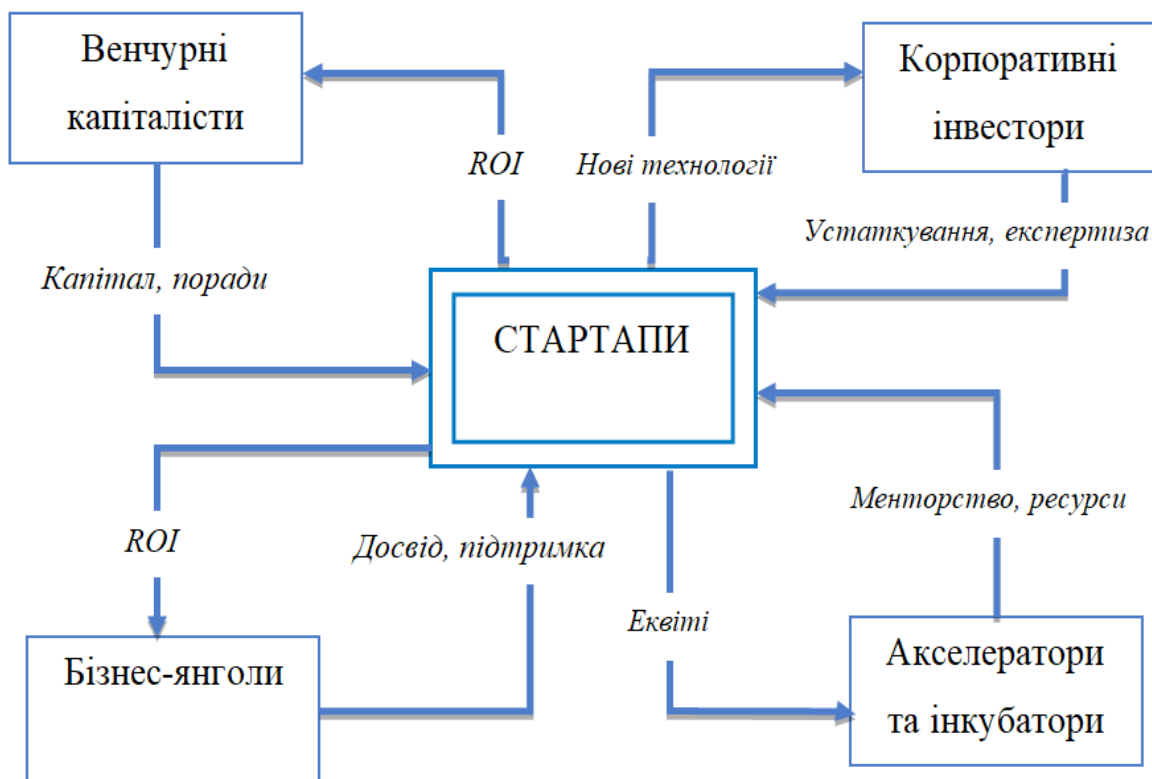 Венчурні
капіталісти
Корпоративні
інвестори
ROI
Нові технології
Устаткування, експертиза
Капітал, поради
СТАРТАПИ
Менторство, ресурси
ROI
Досвід, підтримка
Еквіті
Бізнес-янголи
Акселератори
та інкубатори